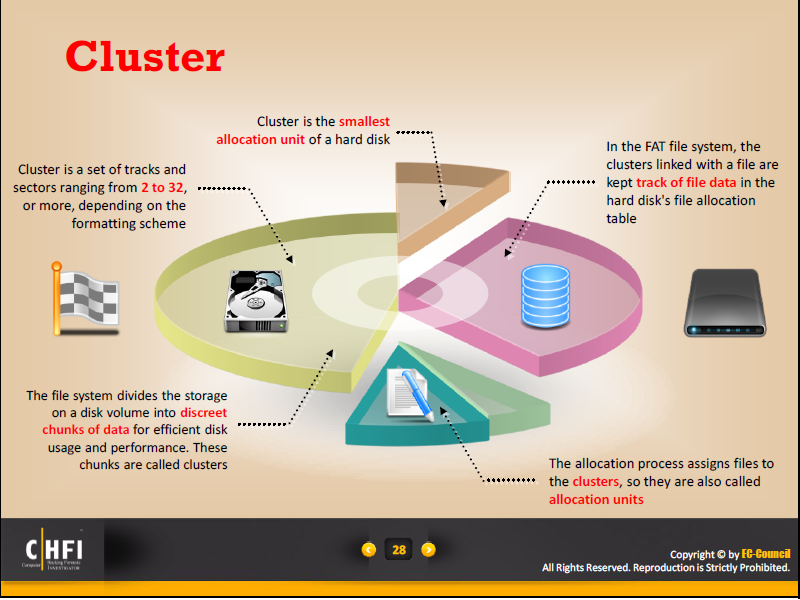 Cluster
Cluster is the smallest
allocation unit of a hard disk
Cluster is a set of tracks and
sectors ranging from 2 to 32,
or more, depending on the
formatting scheme
In the FAT file system, the
clusters linked with a file are
kept track of file data in the
hard disk's file allocation
table
The file system divides the storage
on a disk volume into discreet
chunks of data for efficient disk
usage and performance. These
chunks are called clusters
The allocation process assigns files to
the clusters, so they are also called
allocation units
CHFI
Computer Hacking Forensic
INVESTIGATOR
28
Copyright © by EC-Council
All Rights Reserved. Reproduction is Strictly Prohibited.